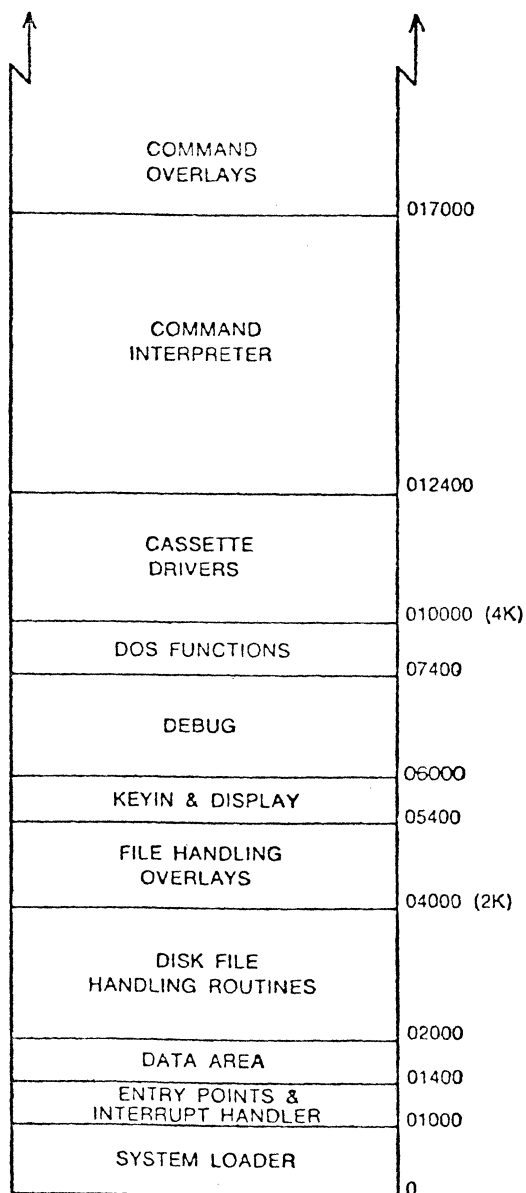 COMMAND
OVERLAYS
017000
COMMAND
INTERPRETER
012400
CASSETTE
DRIVERS
010000 (4K)
DOS FUNCTIONS
07400
DEBUG
06000
KEYIN & DISPLAY
05400
FILE HANDLING
OVERLAYS
04000 (2K)
DISK FILE
HANDLING ROUTINES
02000
DATA AREA
01400
ENTRY POINTS &
INTERRUPT HANDLER
01000
SYSTEM LOADER
0